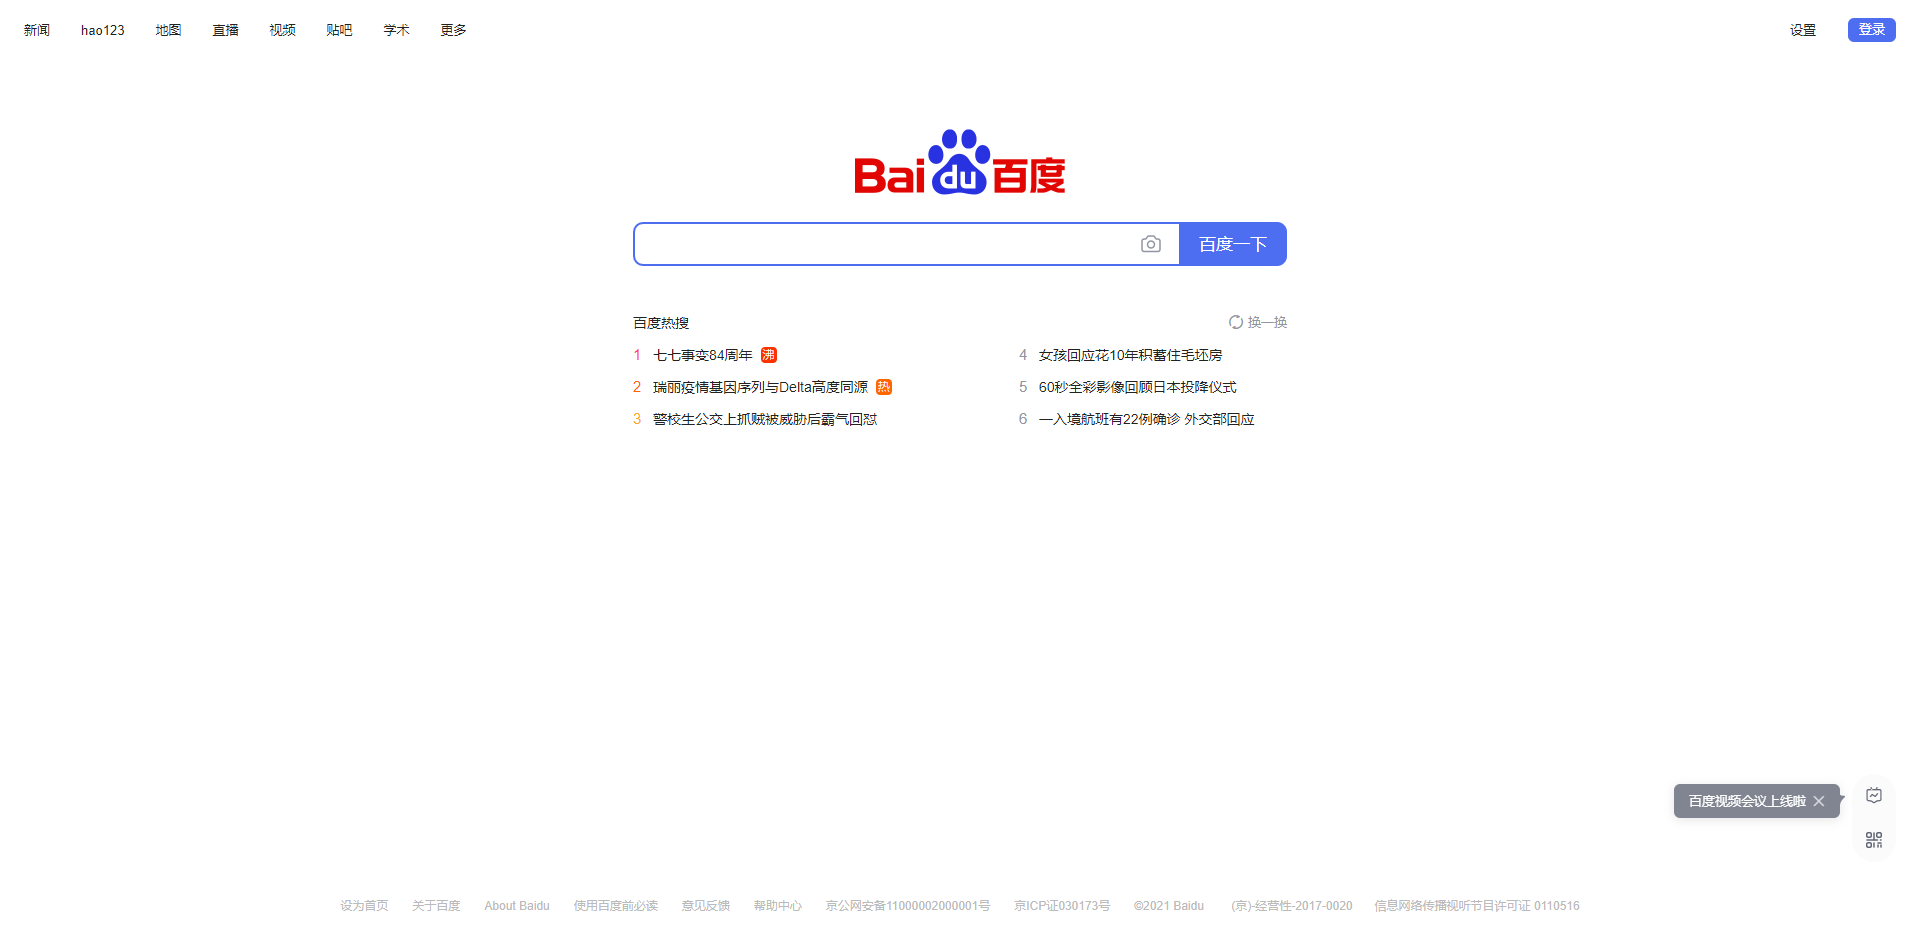 新闻 hao123 地图 直播 视频 贴吧 学术 更多 设置 登录
Bai du 百度
百度一下
百度热搜 换一换
1 七七事变84周年 沸
2 瑞丽疫情基因序列与Delta高度同源 热
3 警校生公交上抓贼被威胁后霸气回怼
4 女孩回应花10年积蓄住毛坯房
5 60秒全彩影像回顾日本投降仪式
6 一入境航班有22例确诊 外交部回应
百度视频会议上线啦
设为首页 关于百度 About Baidu 使用百度前必读 意见反馈 帮助中心 京公网安备11000002000001号 京ICP证030173号 ©2021 Baidu (京)-经营性-2017-0020 信息网络传播视听节目许可证 0110516